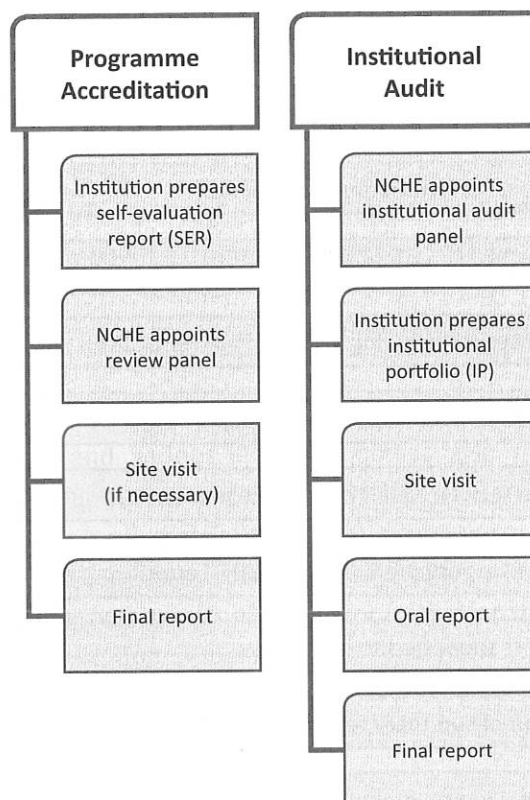 Programme
Accreditation
Institution prepares
self-evaluation
report (SER)
NCHE appoints
review panel
Site visit
(if necessary)
Final report
Institutional
Audit
NCHE appoints
institutional audit
panel
Institution prepares
institutional
portfolio (IP)
Site visit
Oral report
Final report